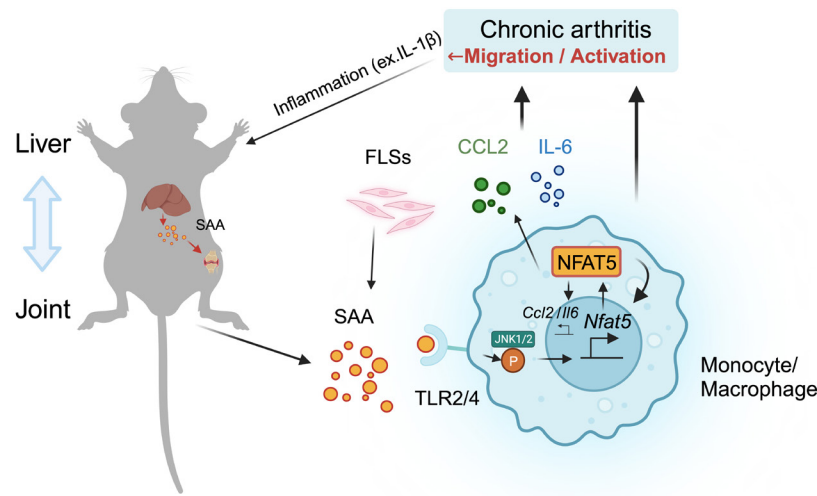 Chronic arthritis
←Migration / Activation
Inflammation (ex.IL-1β)
Liver
FLSs
CCL2
IL-6
SAA
NFAT5
Joint
SAA
Ccl2/Il6
Nfat5
JNK1/2
P
TLR2/4
Monocyte/
Macrophage